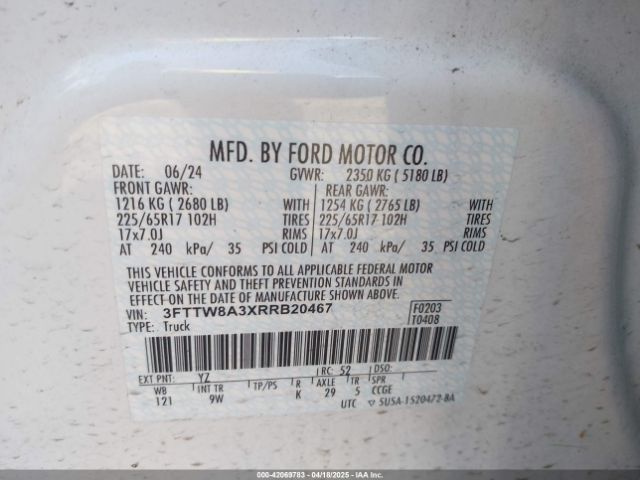 MFD. BY FORD MOTOR CO.
DATE: 06/24 GVWR: 2350 KG ( 5180 LB)
FRONT GAWR: REAR GAWR:
1216 KG ( 2680 LB) 1254 KG ( 2765 LB)
225/65R17 102H TIRES 225/65R17 102H TIRES
17x7.0J RIMS 17x7.0J RIMS
AT 240 kPa/ 35 PSI COLD AT 240 kPa/ 35 PSI COLD
THIS VEHICLE CONFORMS TO ALL APPLICABLE FEDERAL MOTOR
VEHICLE SAFETY AND THEFT PREVENTION STANDARDS IN
EFFECT ON THE DATE OF MANUFACTURE SHOWN ABOVE.
VIN: 3FTTW8A3XRRB20467 F0203
TYPE: Truck T0408
EXT PNT: YZ RC: 52 DSO:
WB INT TR TP/PS R AXLE TR SPR
121 9W K 29 5 CCGE
UTC ▽ 5USA-1520472-BA
000-42069783 - 04/18/2025 - IAAI.com